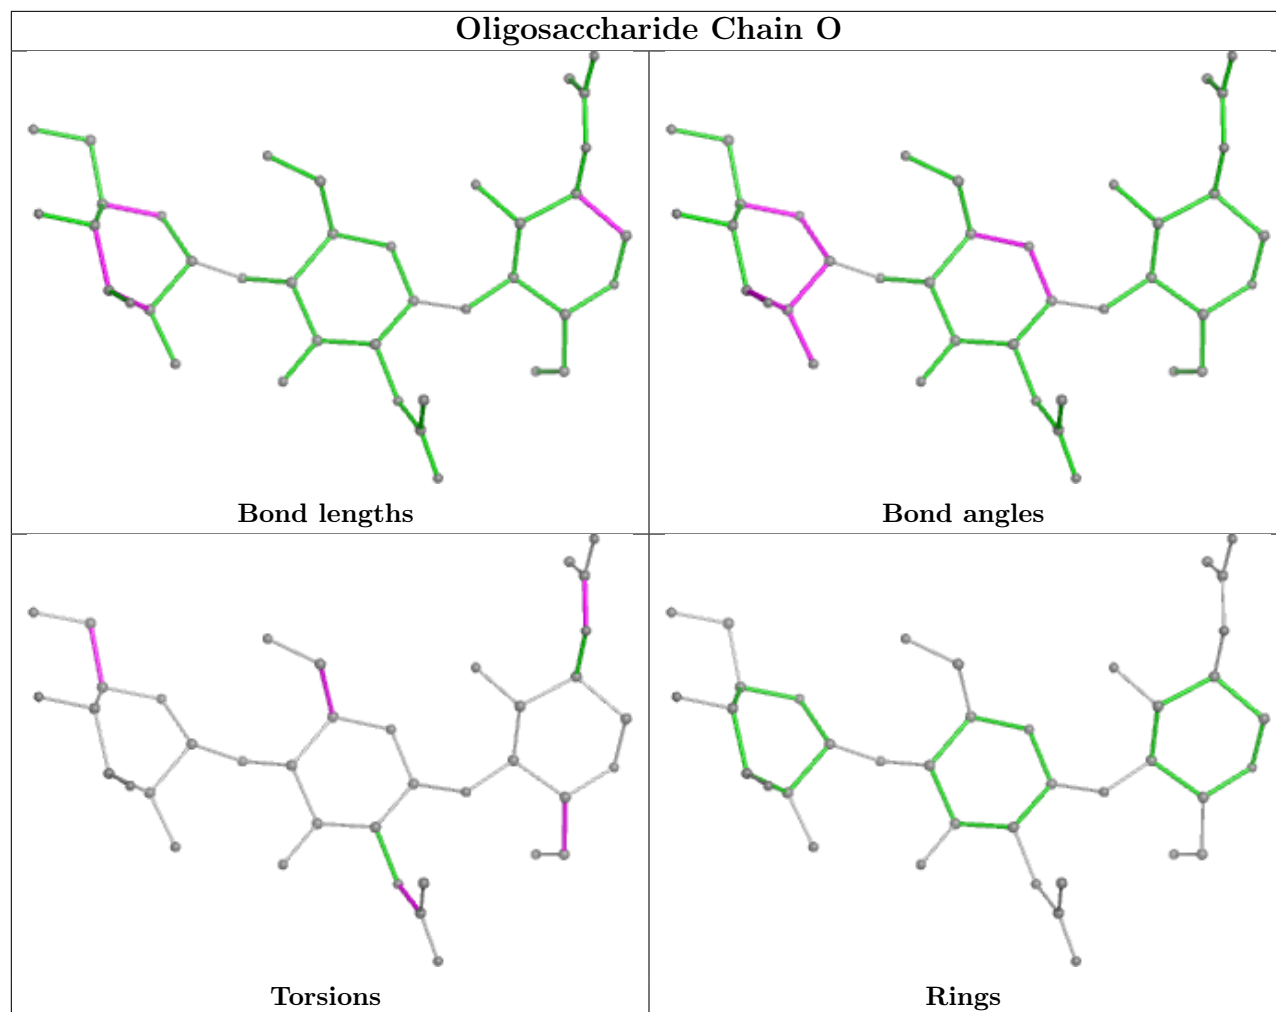 Oligosaccharide Chain O
Bond lengths
Bond angles
Torsions
Rings